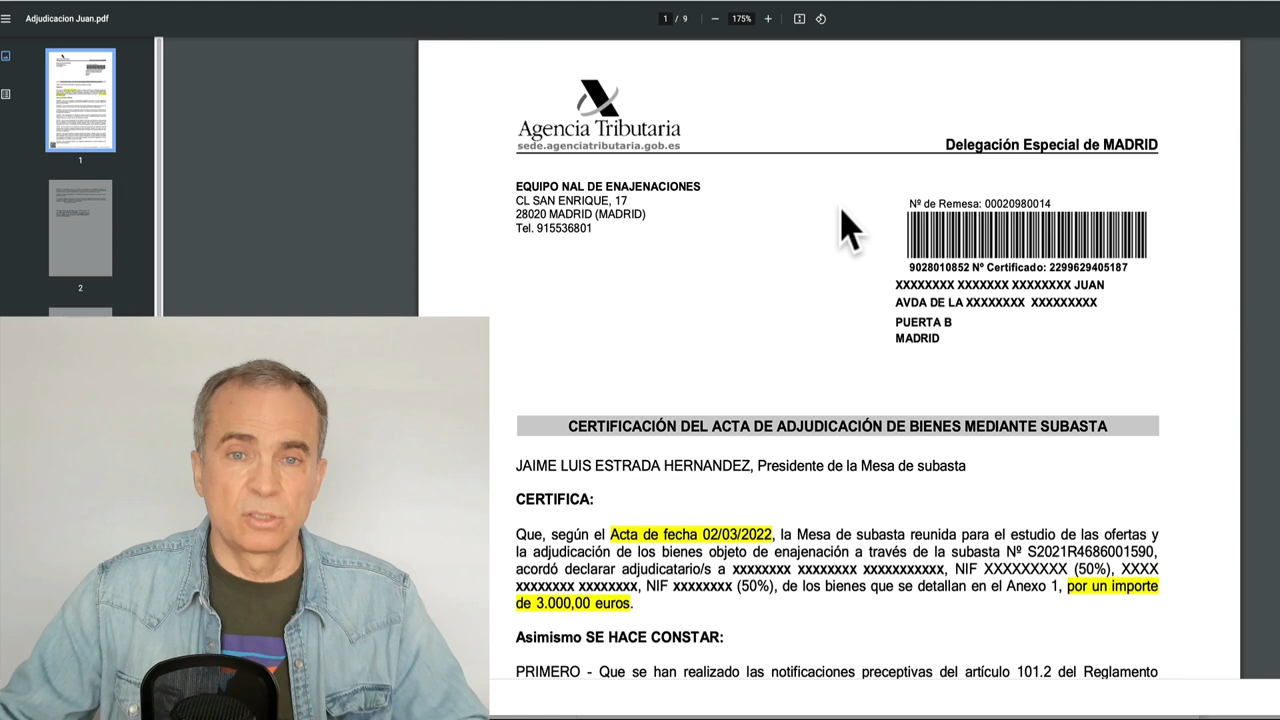 Adjudicacion Juan.pdf
1 / 9
175%
1
2
Agencia Tributaria
sede.agenciatributaria.gob.es
Delegación Especial de MADRID
EQUIPO NAL DE ENAJENACIONES
CL SAN ENRIQUE, 17
28020 MADRID (MADRID)
Tel. 915536801
Nº de Remesa: 00020980014
9028010852 Nº Certificado: 2299629405187
XXXXXXXX XXXXXXX XXXXXXXX JUAN
AVDA DE LA XXXXXXXX XXXXXXXXX
PUERTA B
MADRID
CERTIFICACIÓN DEL ACTA DE ADJUDICACIÓN DE BIENES MEDIANTE SUBASTA
JAIME LUIS ESTRADA HERNANDEZ, Presidente de la Mesa de subasta
CERTIFICA:
Que, según el Acta de fecha 02/03/2022, la Mesa de subasta reunida para el estudio de las ofertas y
la adjudicación de los bienes objeto de enajenación a través de la subasta Nº S2021R4686001590,
acordó declarar adjudicatario/s a xxxxxxxx xxxxxxxx xxxxxxxxxxx, NIF XXXXXXXXX (50%), XXXX
xxxxxxxx xxxxxxxx, NIF xxxxxxxx (50%), de los bienes que se detallan en el Anexo 1, por un importe
de 3.000,00 euros.
Asimismo SE HACE CONSTAR:
PRIMERO - Que se han realizado las notificaciones preceptivas del artículo 101.2 del Reglamento